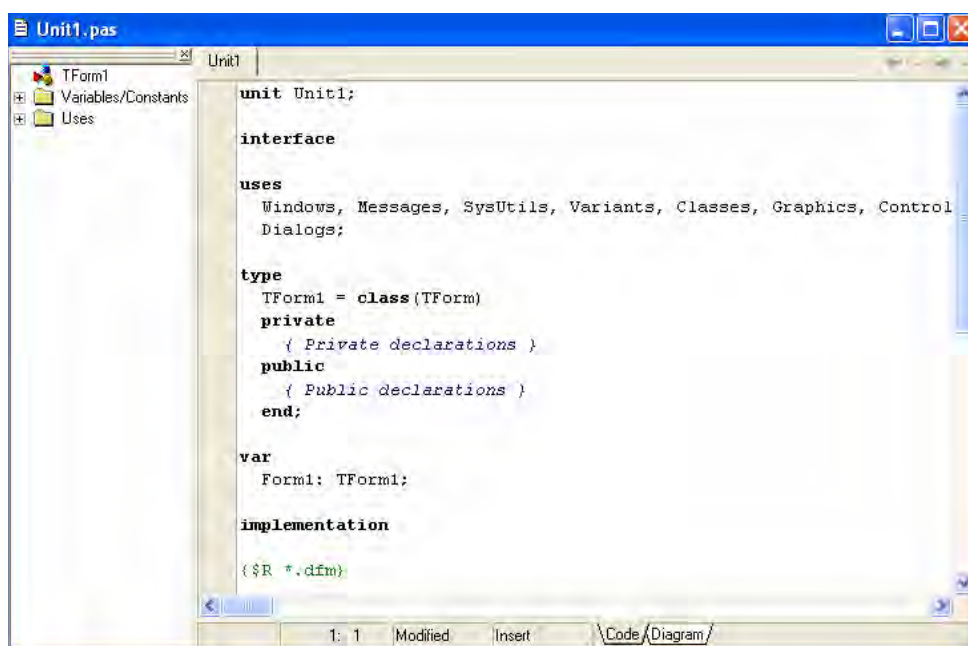 Unit1.pas
TForm1
Variables/Constants
Uses
Unit1
unit Unit1;
interface
uses
Windows, Messages, SysUtils, Variants, Classes, Graphics, Control
Dialogs;
type
TForm1 = class(TForm)
private
{ Private declarations }
public
{ Public declarations }
end;
var
Form1: TForm1;
implementation
{$R *.dfm}
1: 1 Modified Insert Code Diagram